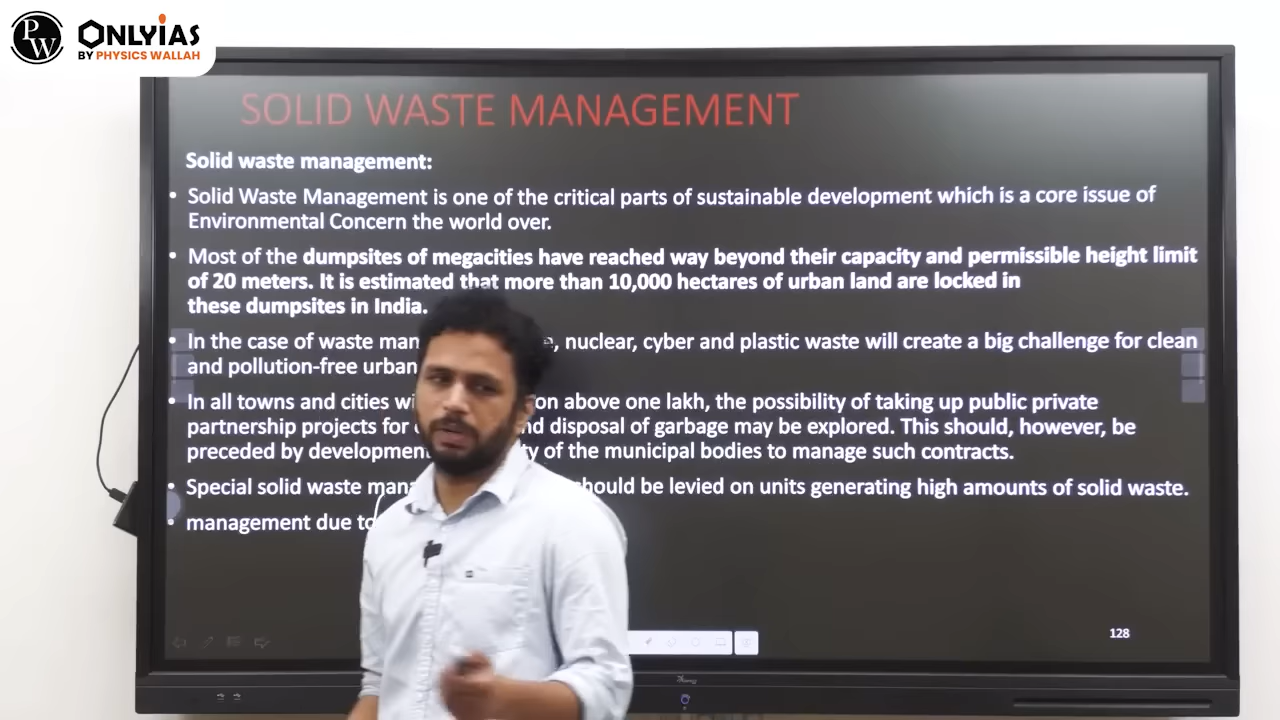 PW
ONLYIAS
BY PHYSICS WALLAH
SOLID WASTE MANAGEMENT
Solid waste management:
• Solid Waste Management is one of the critical parts of sustainable development which is a core issue of
Environmental Concern the world over.
• Most of the dumpsites of megacities have reached way beyond their capacity and permissible height limit
of 20 meters. It is estimated that more than 10,000 hectares of urban land are locked in
these dumpsites in India.
• In the case of waste nuclear, cyber and plastic waste will create a big challenge for clean
and pollution-free urban
• In all towns and cities above one lakh, the possibility of taking up public private
partnership projects for disposal of garbage may be explored. This should, however, be
preceded by of the municipal bodies to manage such contracts.
• Special solid waste should be levied on units generating high amounts of solid waste.
• management due to
128